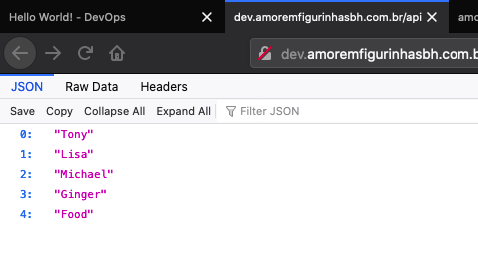 Hello World! - DevOps
dev.amoremfigurinhasbh.com.br/api
amo
dev.amoremfigurinhasbh.com.b
JSON Raw Data Headers
Save Copy Collapse All Expand All Filter JSON
0: "Tony"
1: "Lisa"
2: "Michael"
3: "Ginger"
4: "Food"